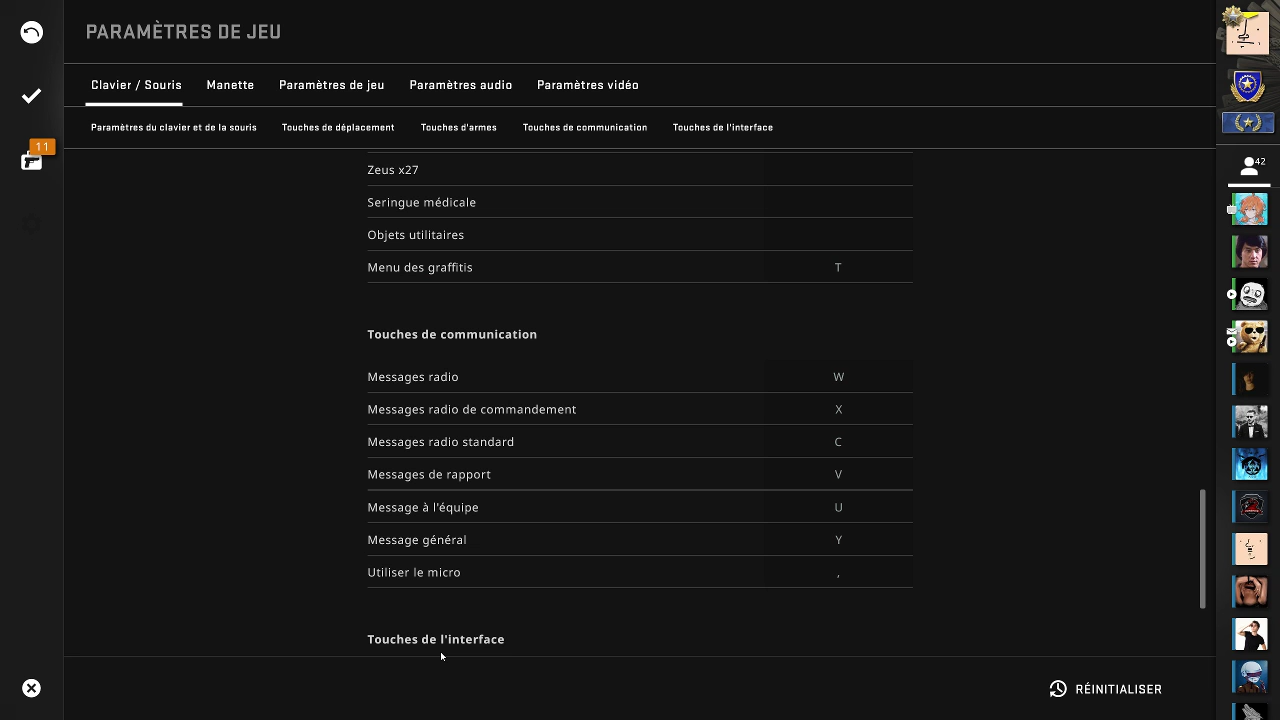 PARAMÈTRES DE JEU
Clavier / Souris Manette Paramètres de jeu Paramètres audio Paramètres vidéo
Paramètres du clavier et de la souris Touches de déplacement Touches d'armes Touches de communication Touches de l'interface
11
42
Zeus x27
Seringue médicale
Objets utilitaires
Menu des graffitis T
Touches de communication
Messages radio W
Messages radio de commandement X
Messages radio standard C
Messages de rapport V
Message à l'équipe U
Message général Y
Utiliser le micro ,
Touches de l'interface
RÉINITIALISER